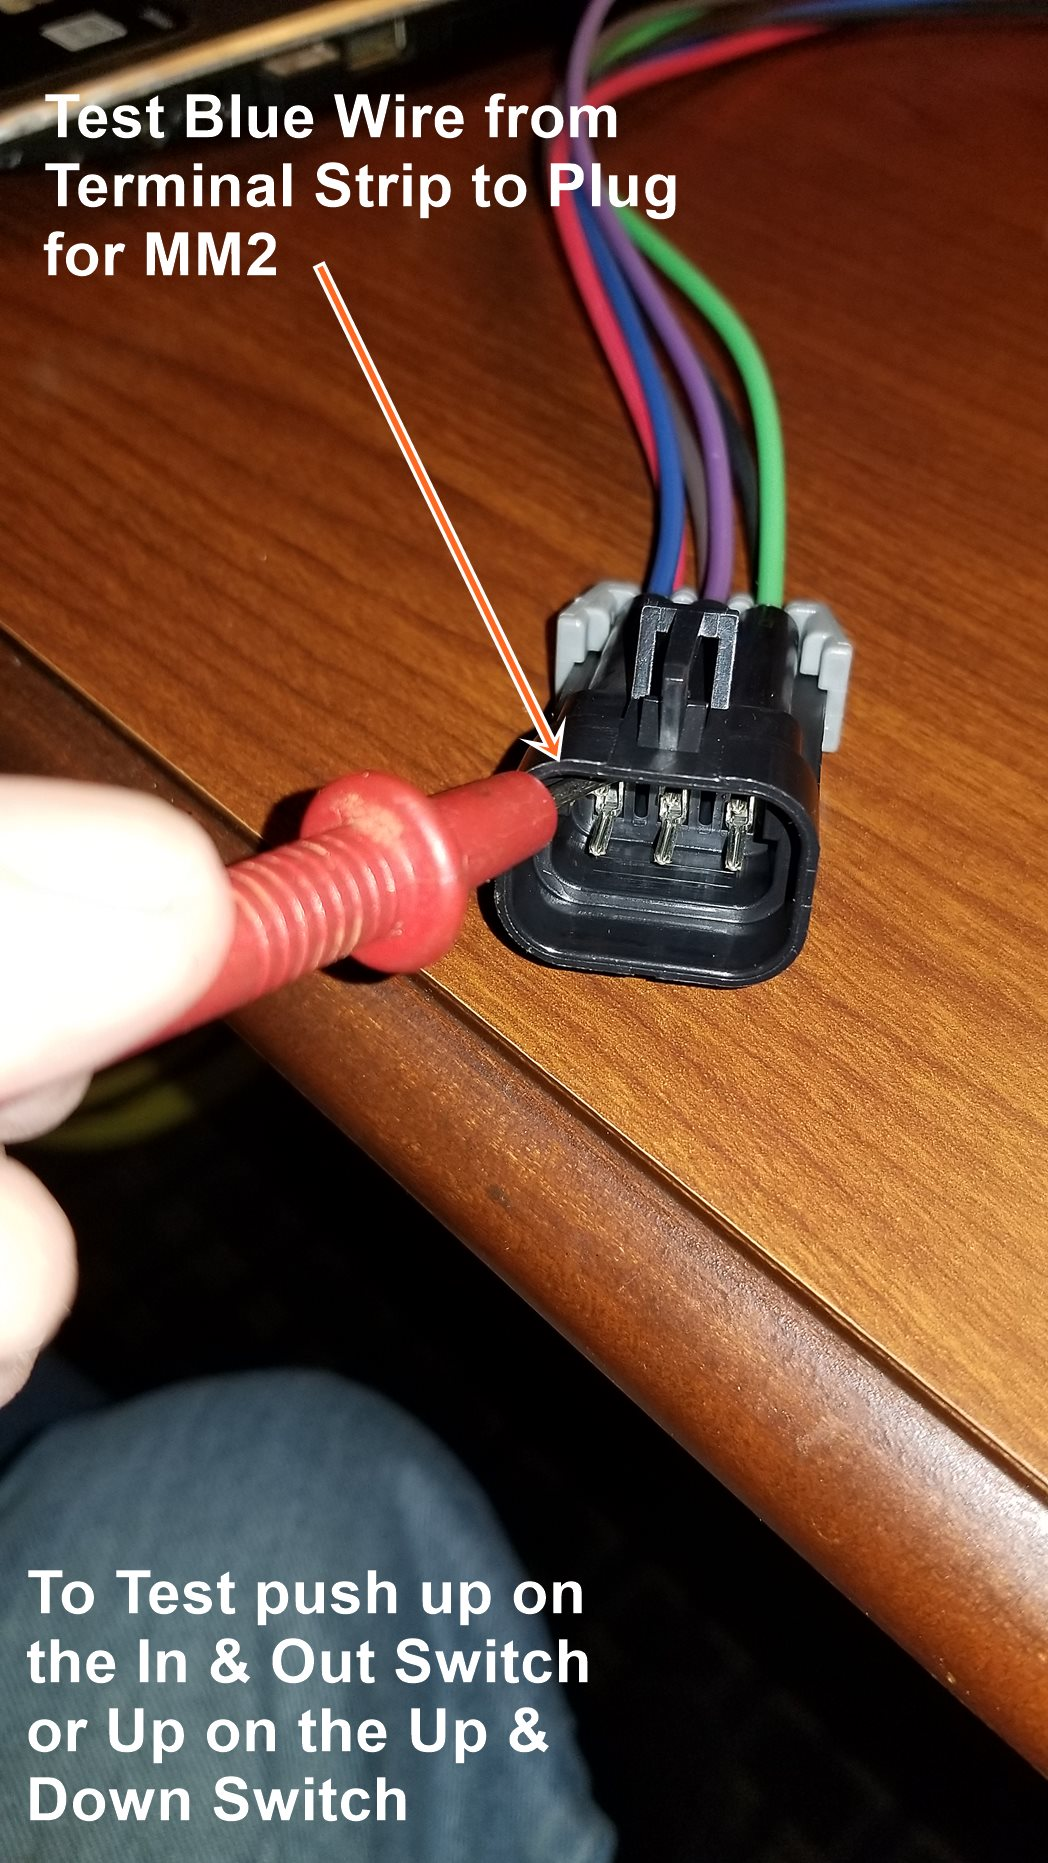 Test Blue Wire from
Terminal Strip to Plug
for MM2
To Test push up on
the In & Out Switch
or Up on the Up &
Down Switch